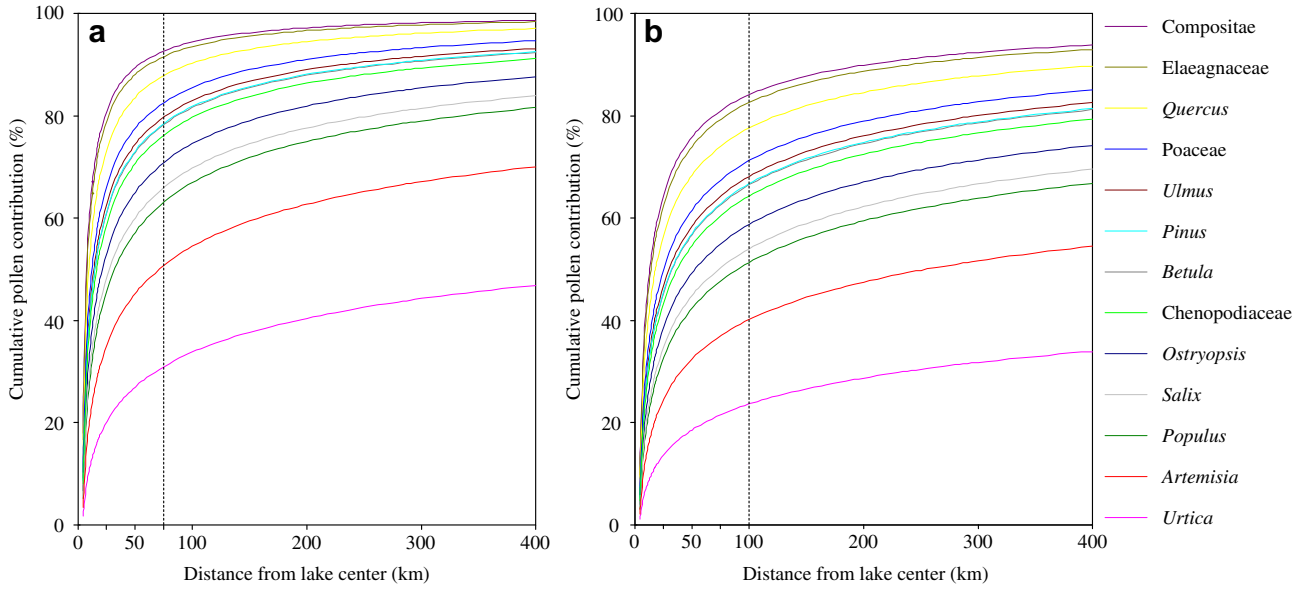 a
Cumulative pollen contribution (%)
100
80
60
40
20
0
0 50 100 200 300 400
Distance from lake center (km)
b
Cumulative pollen contribution (%)
100
80
60
40
20
0
0 50 100 200 300 400
Distance from lake center (km)
Compositae
Elaeagnaceae
Quercus
Poaceae
Ulmus
Pinus
Betula
Chenopodiaceae
Ostryopsis
Salix
Populus
Artemisia
Urtica